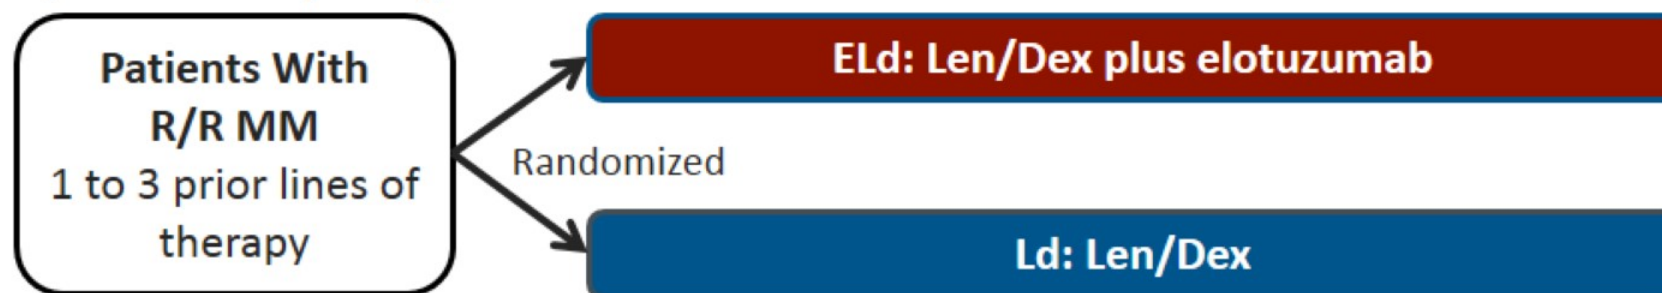 Patients With
R/R MM
1 to 3 prior lines of
therapy
Randomized
ELd: Len/Dex plus elotuzumab
Ld: Len/Dex